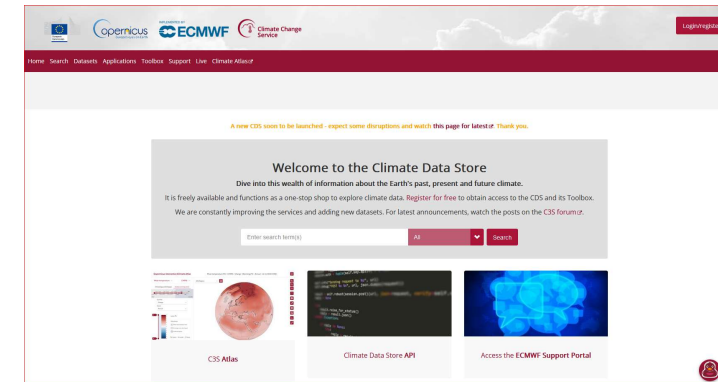 Copernicus
IMPLEMENTED BY
ECMWF
Climate Change
Service
Login/registe
Home Search Datasets Applications Toolbox Support Live Climate Atlas
A new CDS soon to be launched - expect some disruptions and watch this page for latest. Thank you.
Welcome to the Climate Data Store
Dive into this wealth of information about the Earth's past, present and future climate.
It is freely available and functions as a one-stop shop to explore climate data. Register for free to obtain access to the CDS and its Toolbox.
We are constantly improving the services and adding new datasets. For latest announcements, watch the posts on the C3S forum.
Enter search term(s) All Search
C3S Atlas
Climate Data Store API
Access the ECMWF Support Portal